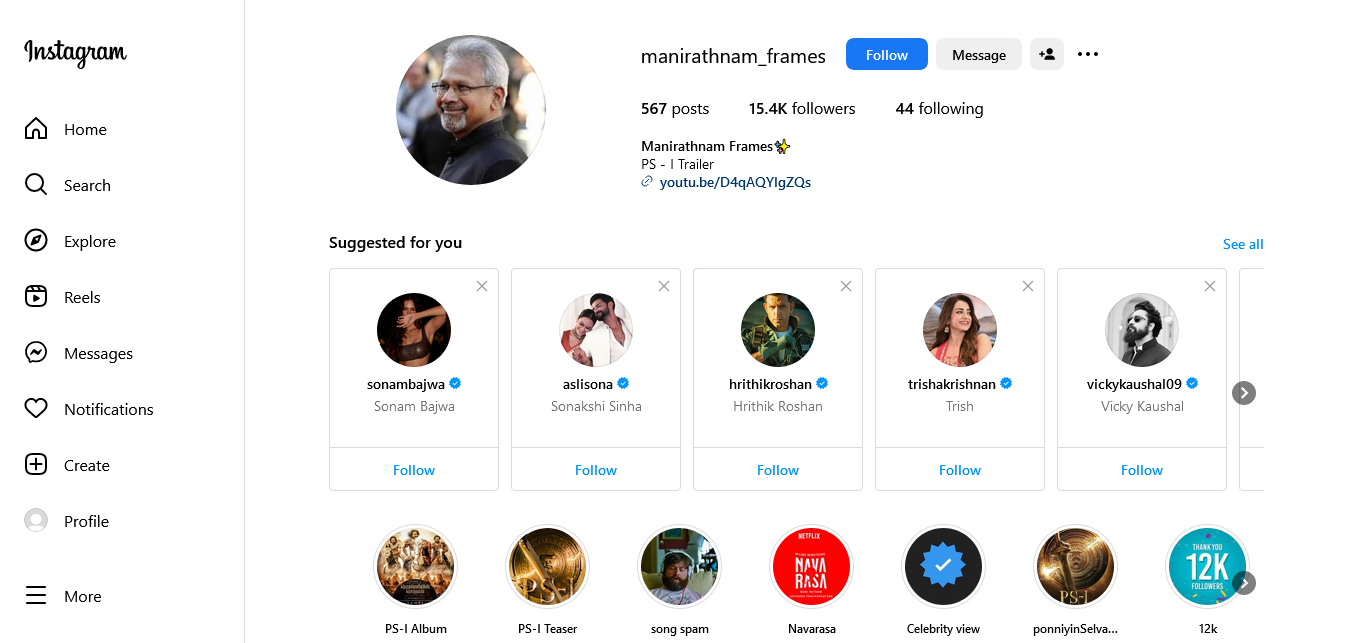 Instagram
Home
Search
Explore
Reels
Messages
Notifications
Create
Profile
More
manirathnam_frames Follow Message
567 posts 15.4K followers 44 following
Manirathnam Frames✨
PS - I Trailer
youtu.be/D4qAQYIgZQs
Suggested for you See all
sonambajwa aslisona hrithikroshan trishakrishnan vickykaushal09
Sonam Bajwa Sonakshi Sinha Hrithik Roshan Trish Vicky Kaushal
Follow Follow Follow Follow Follow
NETFLIX
NAVA
RASA
PS-I
PS-I
THANK YOU
12K
FOLLOWERS
PS-I Album PS-I Teaser song spam Navarasa Celebrity view ponniyinSelva... 12k